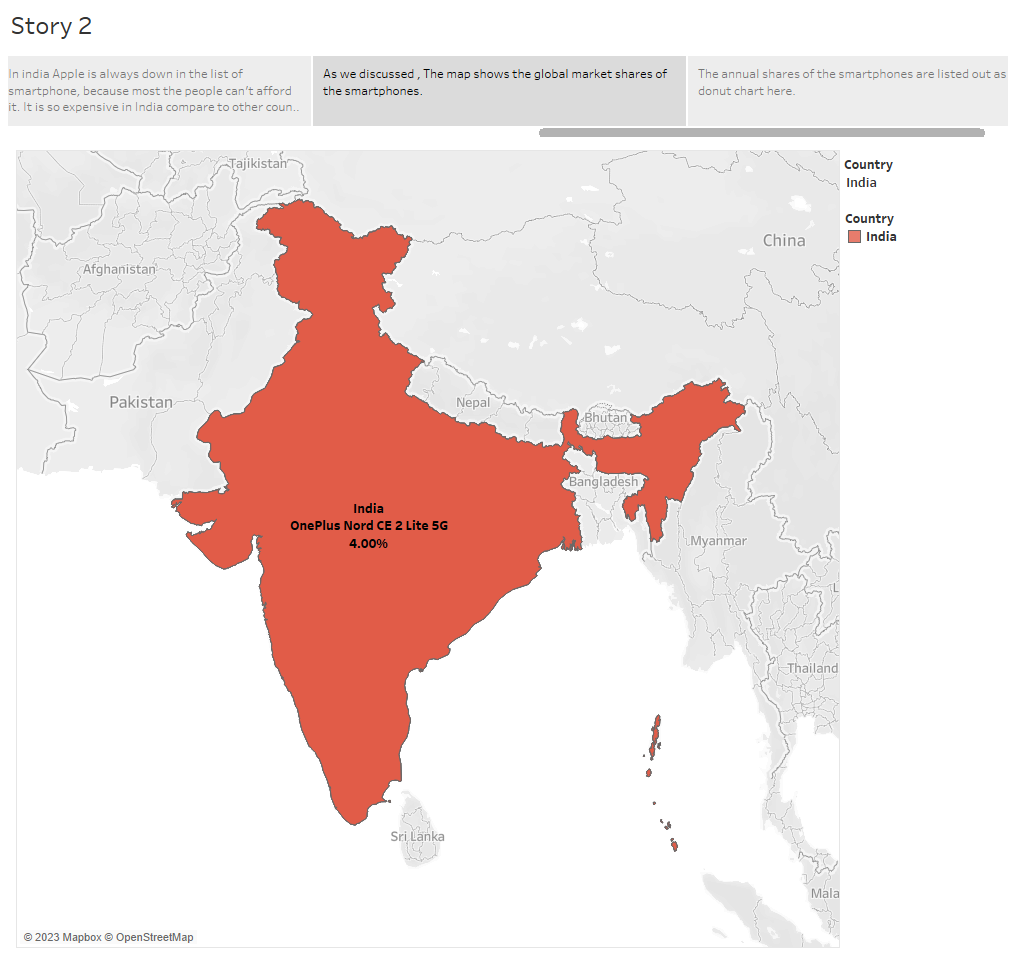 Story 2
In india Apple is always down in the list of
smartphone, because most the people can't afford
it. It is so expensive in India compare to other coun..
As we discussed , The map shows the global market shares of
the smartphones.
The annual shares of the smartphones are listed out as
donut chart here.
Country
India
Country
India
Tajikistan
China
Afghanistan
Pakistan
Nepal
Bhutan
Bangladesh
India
OnePlus Nord CE 2 Lite 5G
4.00%
Myanmar
L
Thailand
Sri Lanka
Mala
© 2023 Mapbox © OpenStreetMap